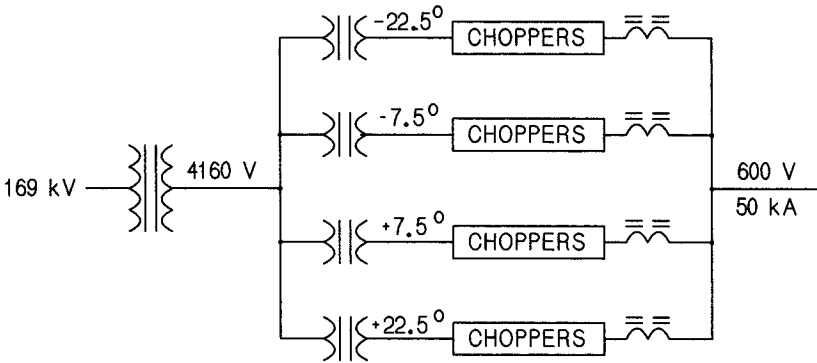 -22.5° CHOPPERS
-7.5° CHOPPERS
169 kV 4160 V 600 V
50 kA
+7.5° CHOPPERS
+22.5° CHOPPERS